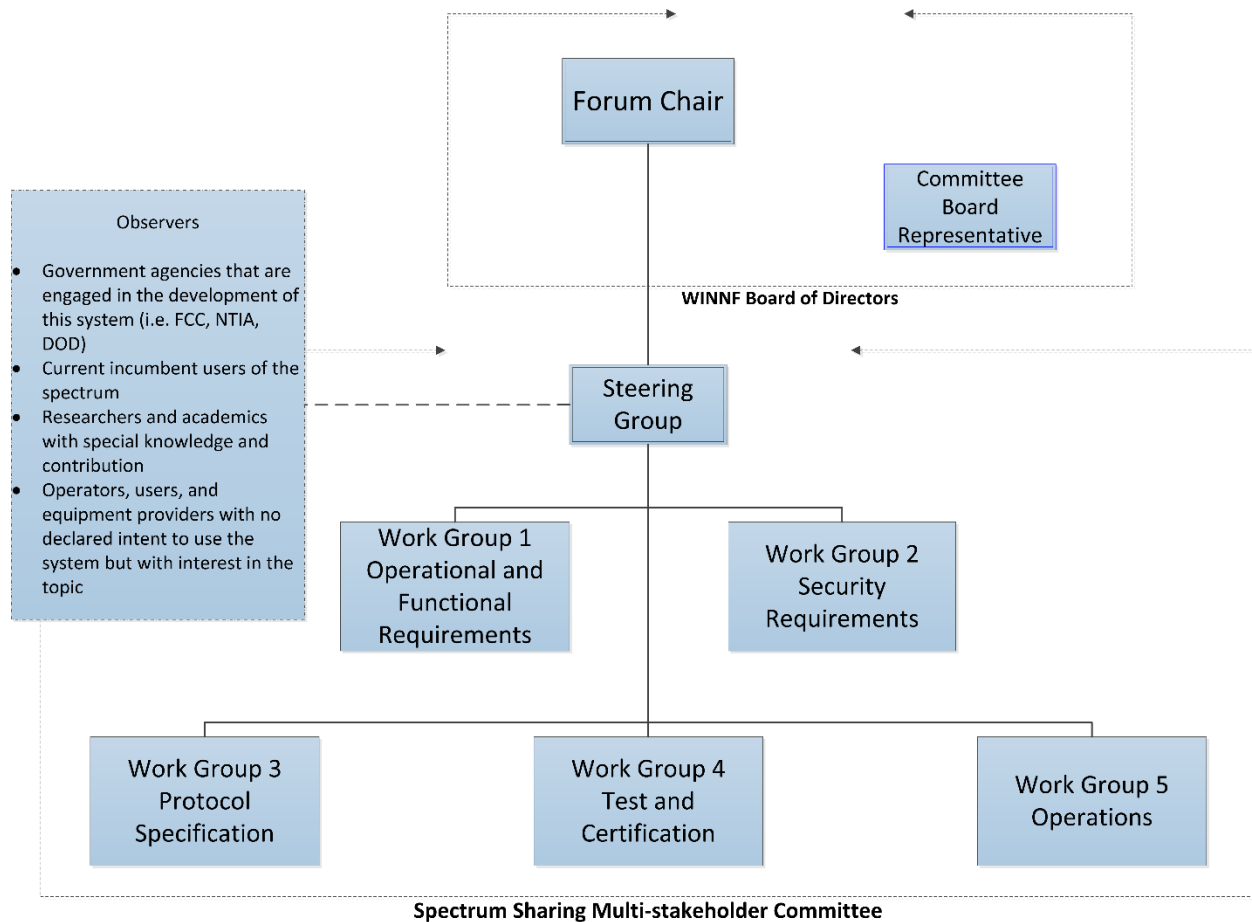 Forum Chair
Committee
Board
Representative
WINNF Board of Directors
Observers
• Government agencies that are
engaged in the development of
this system (i.e. FCC, NTIA,
DOD)
• Current incumbent users of the
spectrum
• Researchers and academics
with special knowledge and
contribution
• Operators, users, and
equipment providers with no
declared intent to use the
system but with interest in the
topic
Steering
Group
Work Group 1
Operational and
Functional
Requirements
Work Group 2
Security
Requirements
Work Group 3
Protocol
Specification
Work Group 4
Test and
Certification
Work Group 5
Operations
Spectrum Sharing Multi-stakeholder Committee